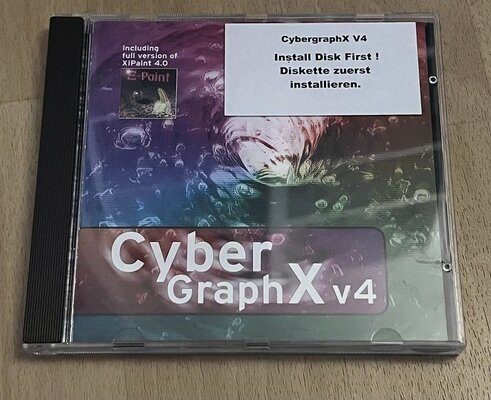 including
full version of
XiPaint 4.0
CybergraphX V4
Install Disk First !
Diskette zuerst
installieren.
Cyber
GraphX v4